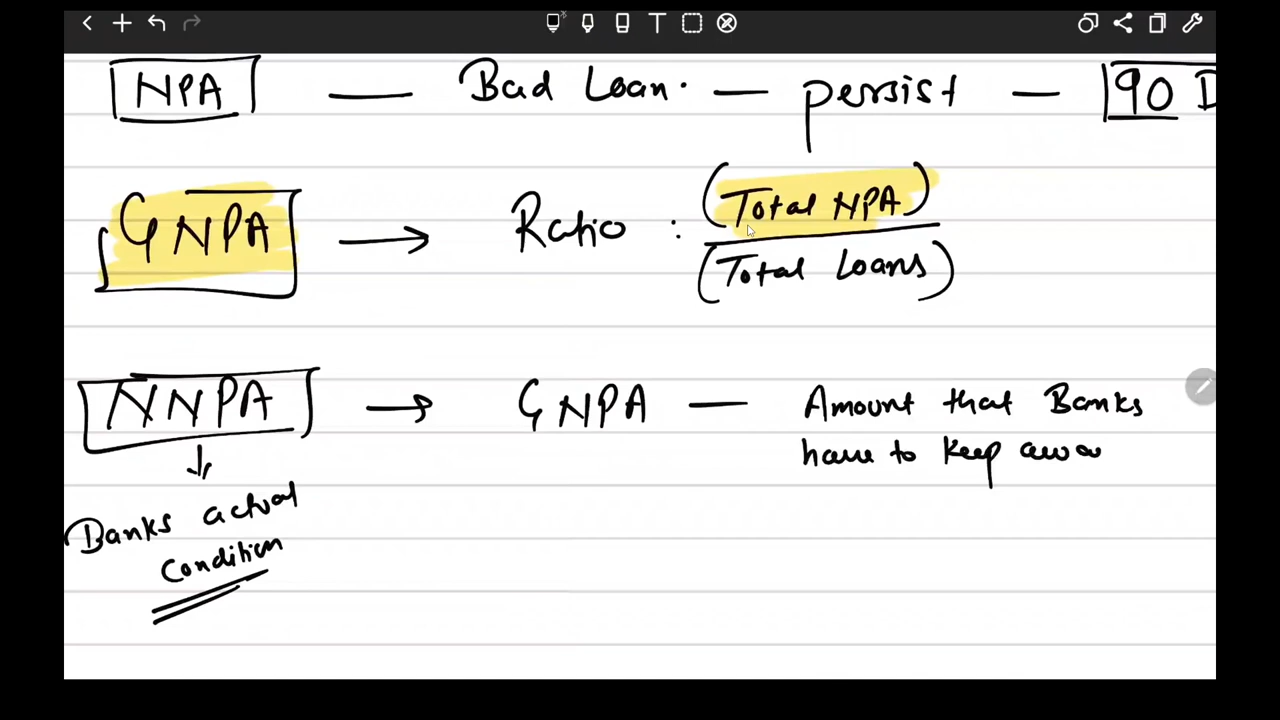 NPA — Bad Loan. — persist — 90 D
GNPA → Ratio : (Total NPA)
(Total Loans)
NNPA → GNPA — Amount that Banks
have to keep
Banks actual
condition